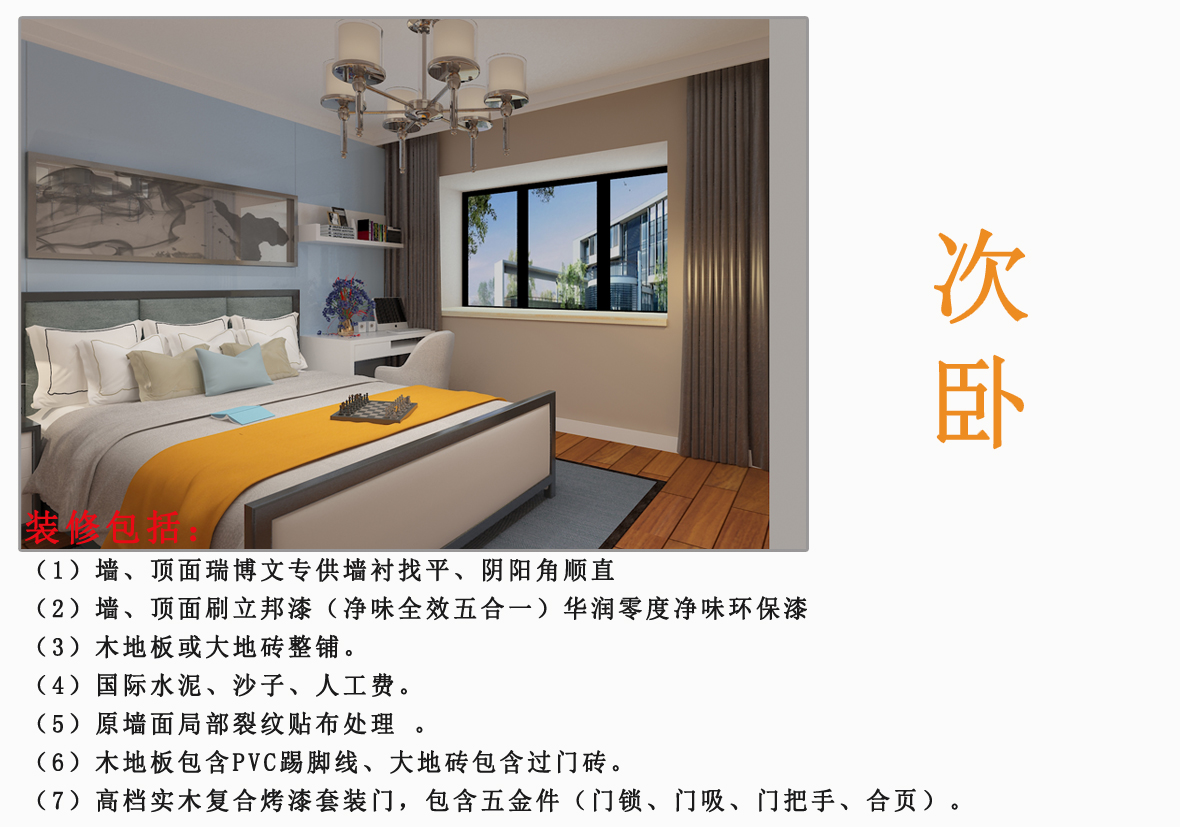 次
卧
装修包括：
（1）墙、顶面瑞博文专供墙衬找平、阴阳角顺直
（2）墙、顶面刷立邦漆（净味全效五合一）华润零度净味环保漆
（3）木地板或大地砖整铺。
（4）国际水泥、沙子、人工费。
（5）原墙面局部裂纹贴布处理 。
（6）木地板包含PVC踢脚线、大地砖包含过门砖。
（7）高档实木复合烤漆套装门，包含五金件（门锁、门吸、门把手、合页）。